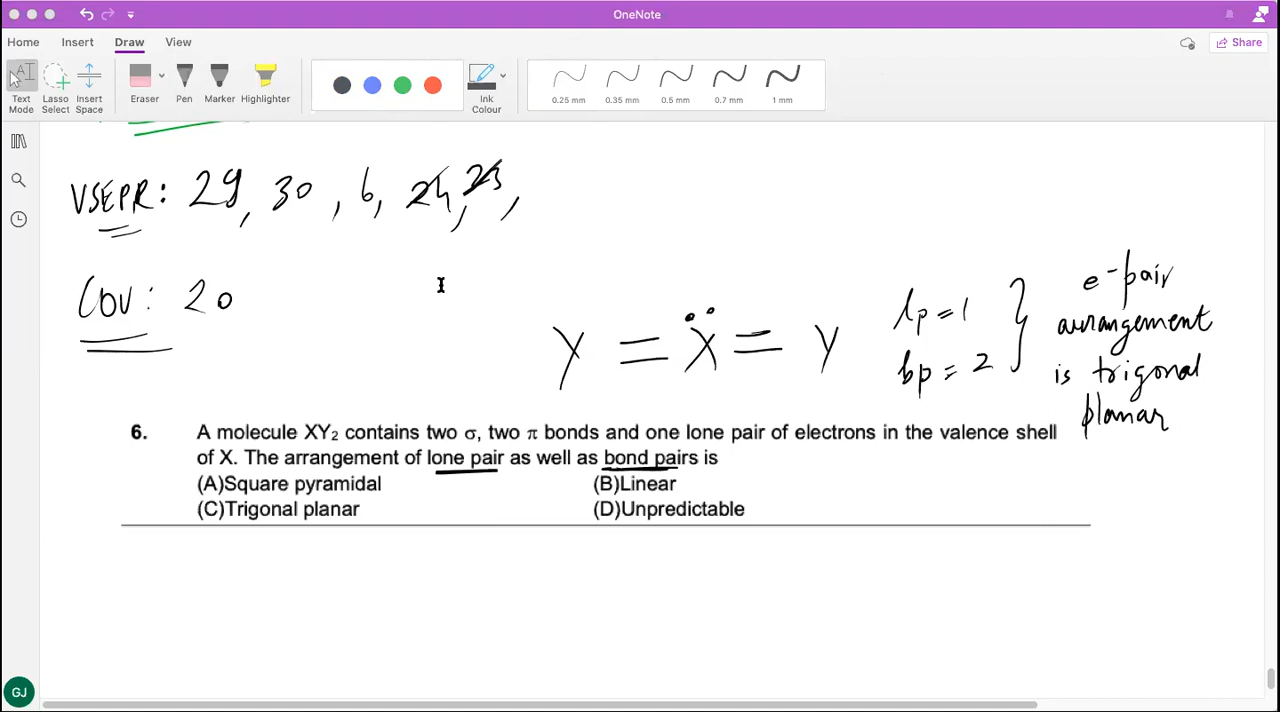 OneNote
Home Insert Draw View Share
Text Mode Lasso Select Insert Space Eraser Pen Marker Highlighter Ink Colour 0.25 mm 0.35 mm 0.5 mm 0.7 mm 1 mm
VSEPR: 29, 30, 6, 24, 23,
COV: 20
Y = Ẍ = Y
lp = 1
bp = 2
e- pair
arrangement
is trigonal
planar
6. A molecule XY₂ contains two σ, two π bonds and one lone pair of electrons in the valence shell
of X. The arrangement of lone pair as well as bond pairs is
(A)Square pyramidal (B)Linear
(C)Trigonal planar (D)Unpredictable
GJ